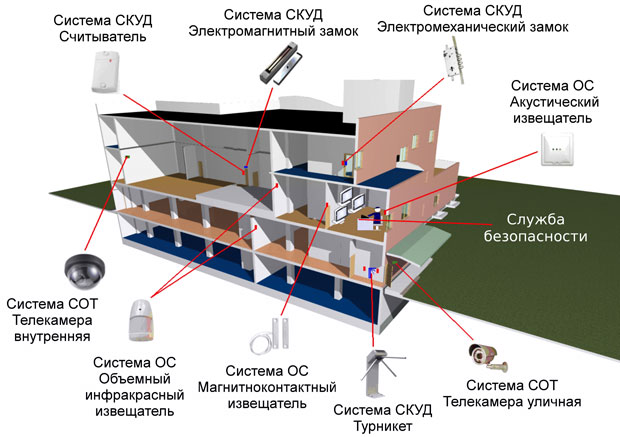 Система СКУД
Считыватель
Система СКУД
Электромагнитный замок
Система СКУД
Электромеханический замок
Система ОС
Акустический
извещатель
Служба
безопасности
Система СОТ
Телекамера
внутренняя
Система ОС
Объемный
инфракрасный
извещатель
Система ОС
Магнитноконтактный
извещатель
Система СКУД
Турникет
Система СОТ
Телекамера уличная